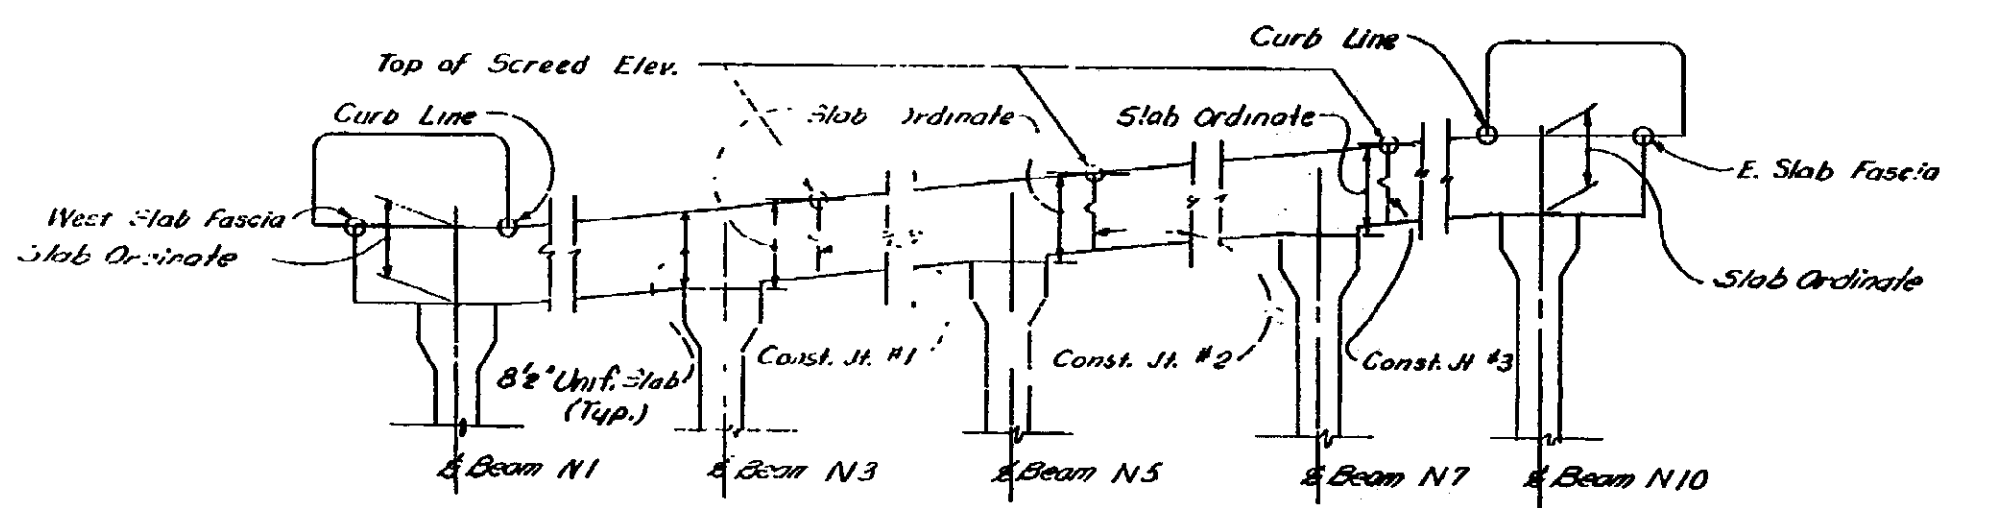 Curb Line
Top of Screed Elev.
Curb Line
Slab Ordinate
Slab Ordinate
E. Slab Fascia
West Slab Fascia
Slab Ordinate
Slab Ordinate
Const. Jt. #1
Const. Jt. #2
Const. Jt #3
8½" Unif. Slab
(Typ.)
℄ Beam N1
℄ Beam N3
℄ Beam N5
℄ Beam N7
℄ Beam N10